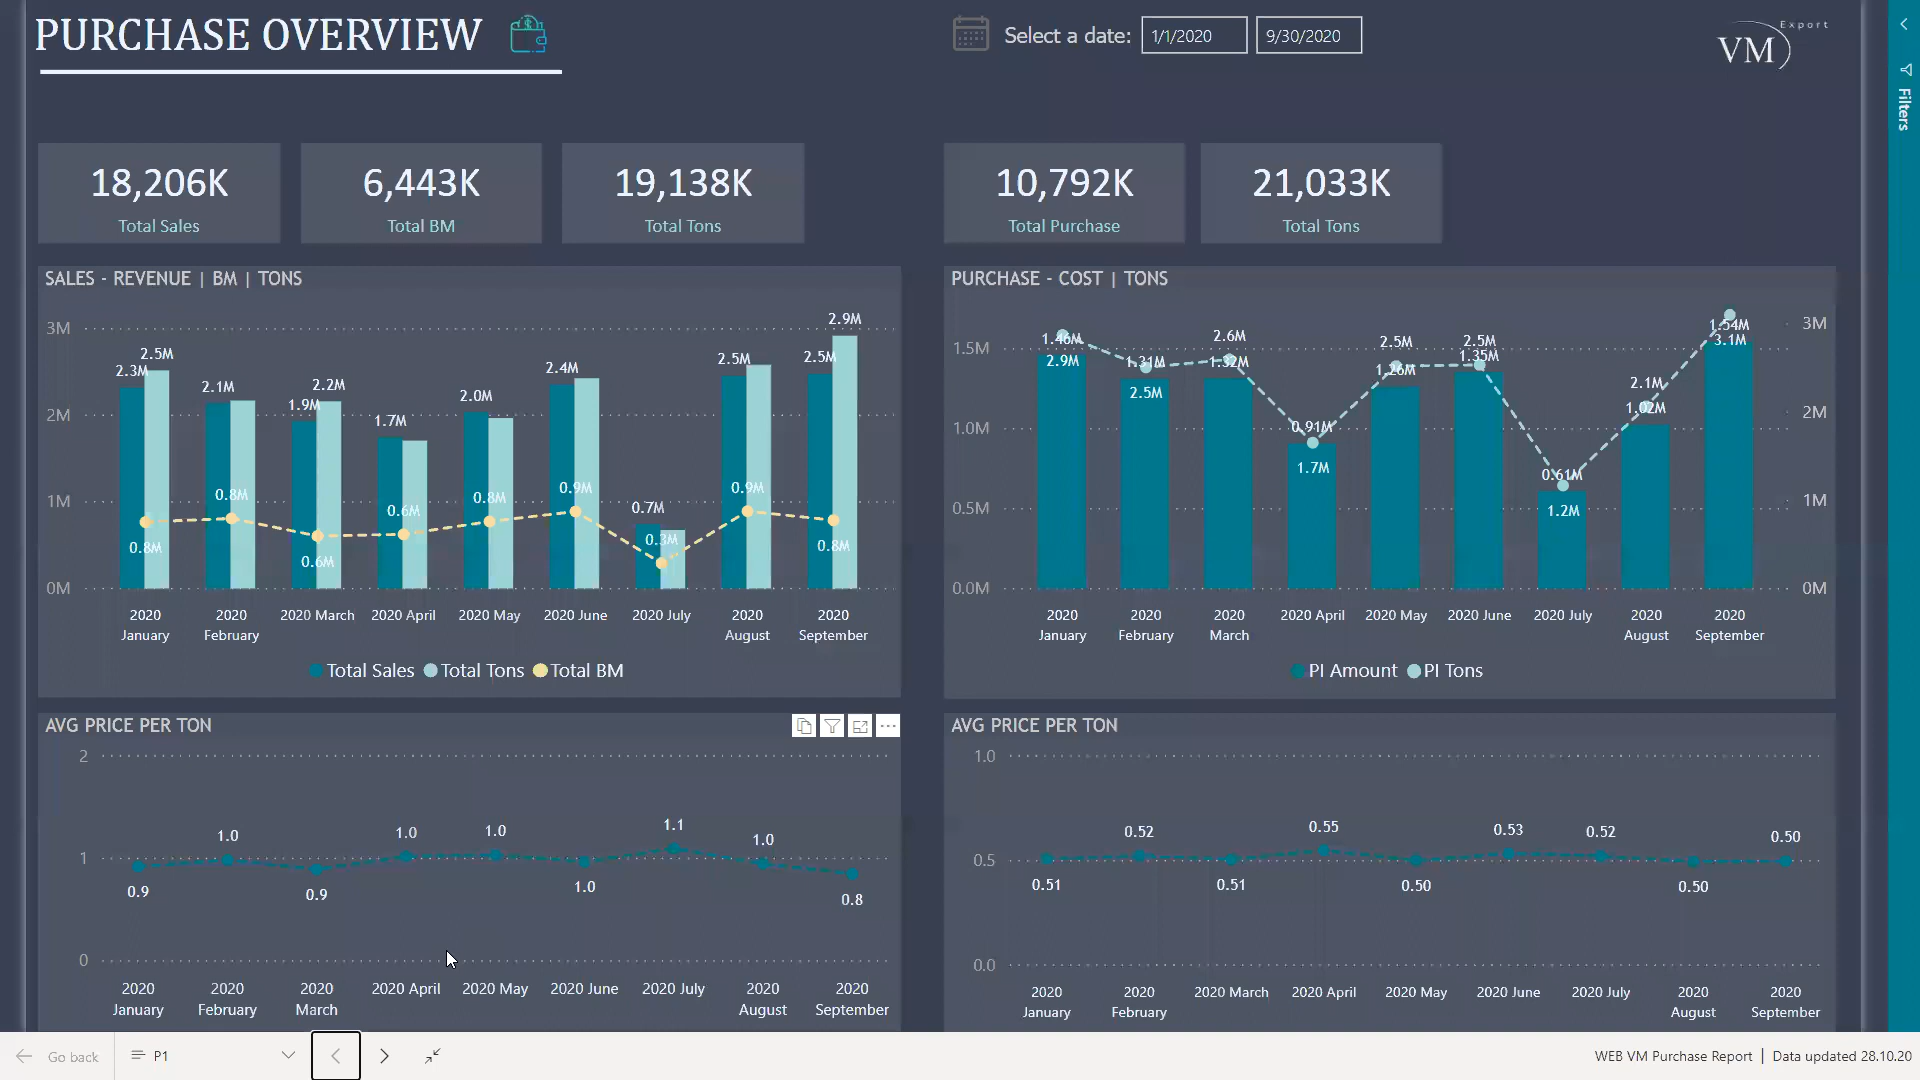 PURCHASE OVERVIEW
Select a date: 1/1/2020 9/30/2020
Export
VM
Filters
18,206K
Total Sales
6,443K
Total BM
19,138K
Total Tons
10,792K
Total Purchase
21,033K
Total Tons
SALES - REVENUE | BM | TONS
3M
2M
1M
0M
2.3M 2.5M
2.1M
1.9M 2.2M
1.7M
2.0M
2.4M
0.7M
2.5M
2.5M 2.9M
0.8M
0.8M
0.6M
0.6M
0.8M
0.9M
0.3M
0.9M
0.8M
2020 January
2020 February
2020 March
2020 April
2020 May
2020 June
2020 July
2020 August
2020 September
Total Sales Total Tons Total BM
PURCHASE - COST | TONS
1.5M
1.0M
0.5M
0.0M
3M
2M
1M
0M
1.46M
2.9M
1.31M
2.5M
2.6M
1.32M
0.91M
1.7M
2.5M
1.26M
2.5M
1.35M
0.61M
1.2M
2.1M
1.02M
1.54M
3.1M
2020 January
2020 February
2020 March
2020 April
2020 May
2020 June
2020 July
2020 August
2020 September
PI Amount PI Tons
AVG PRICE PER TON
2
1
0
0.9
1.0
0.9
1.0
1.0
1.0
1.1
1.0
0.8
2020 January
2020 February
2020 March
2020 April
2020 May
2020 June
2020 July
2020 August
2020 September
AVG PRICE PER TON
1.0
0.5
0.0
0.51
0.52
0.51
0.55
0.50
0.53
0.52
0.50
0.50
2020 January
2020 February
2020 March
2020 April
2020 May
2020 June
2020 July
2020 August
2020 September
Go back
P1
WEB VM Purchase Report | Data updated 28.10.20